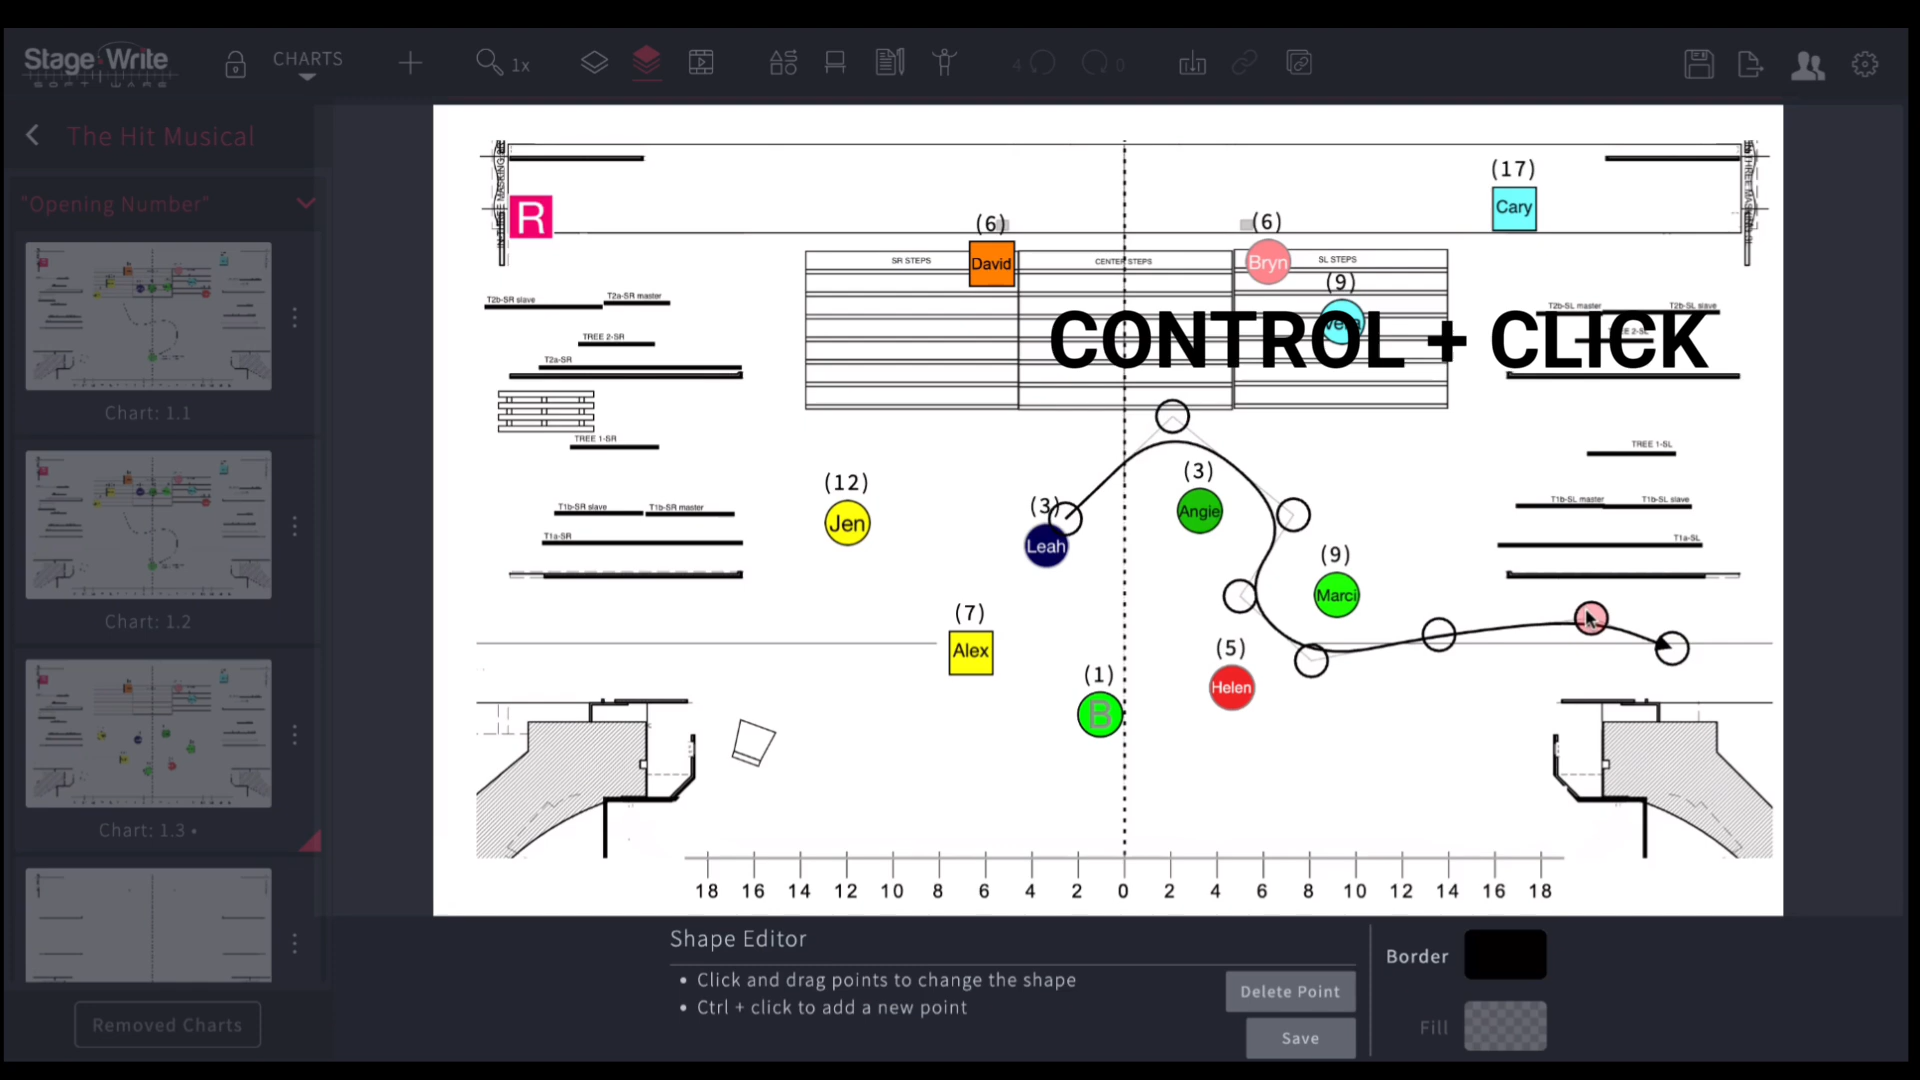 Stage Write
SOFTWARE
CHARTS
1x
4
0
The Hit Musical
"Opening Number"
Chart: 1.1
Chart: 1.2
Chart: 1.3 •
Removed Charts
(17)
Cary
R
(6)
David
(6)
Bryn
SR STEPS
CENTER STEPS
SL STEPS
(9)
CONTROL + CLICK
T2b-SR slave
T2a-SR master
TREE 2-SR
T2a-SR
TREE 1-SR
T1b-SR slave
T1b-SR master
T1a-SR
T2b-SL master
T2b-SL slave
TREE 2-SL
TREE 1-SL
T1b-SL master
T1b-SL slave
T1a-SL
(12)
Jen
(3)
Leah
(3)
Angie
(9)
Marci
(7)
Alex
(5)
Helen
(1)
B
18 16 14 12 10 8 6 4 2 0 2 4 6 8 10 12 14 16 18
Shape Editor
• Click and drag points to change the shape
• Ctrl + click to add a new point
Delete Point
Save
Border
Fill